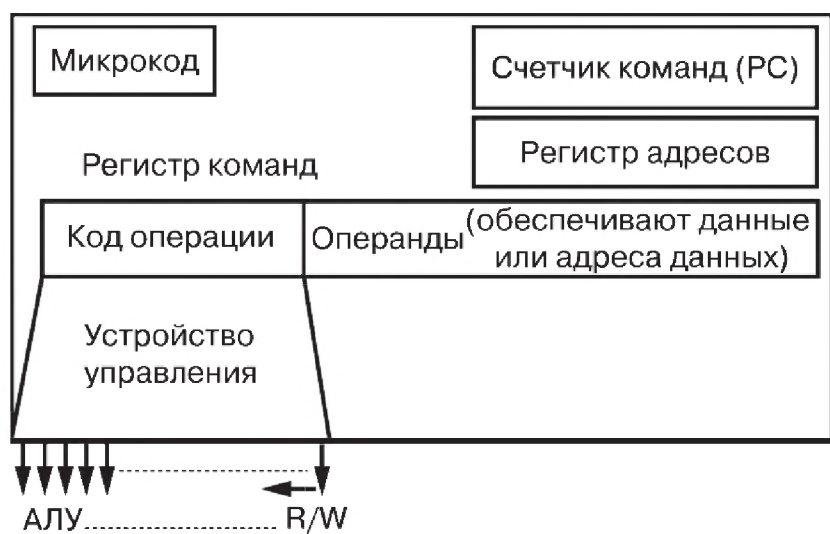 Микрокод
Счетчик команд (PC)
Регистр адресов
Регистр команд
Код операции
Операнды (обеспечивают данные
или адреса данных)
Устройство
управления
АЛУ............................ R/W